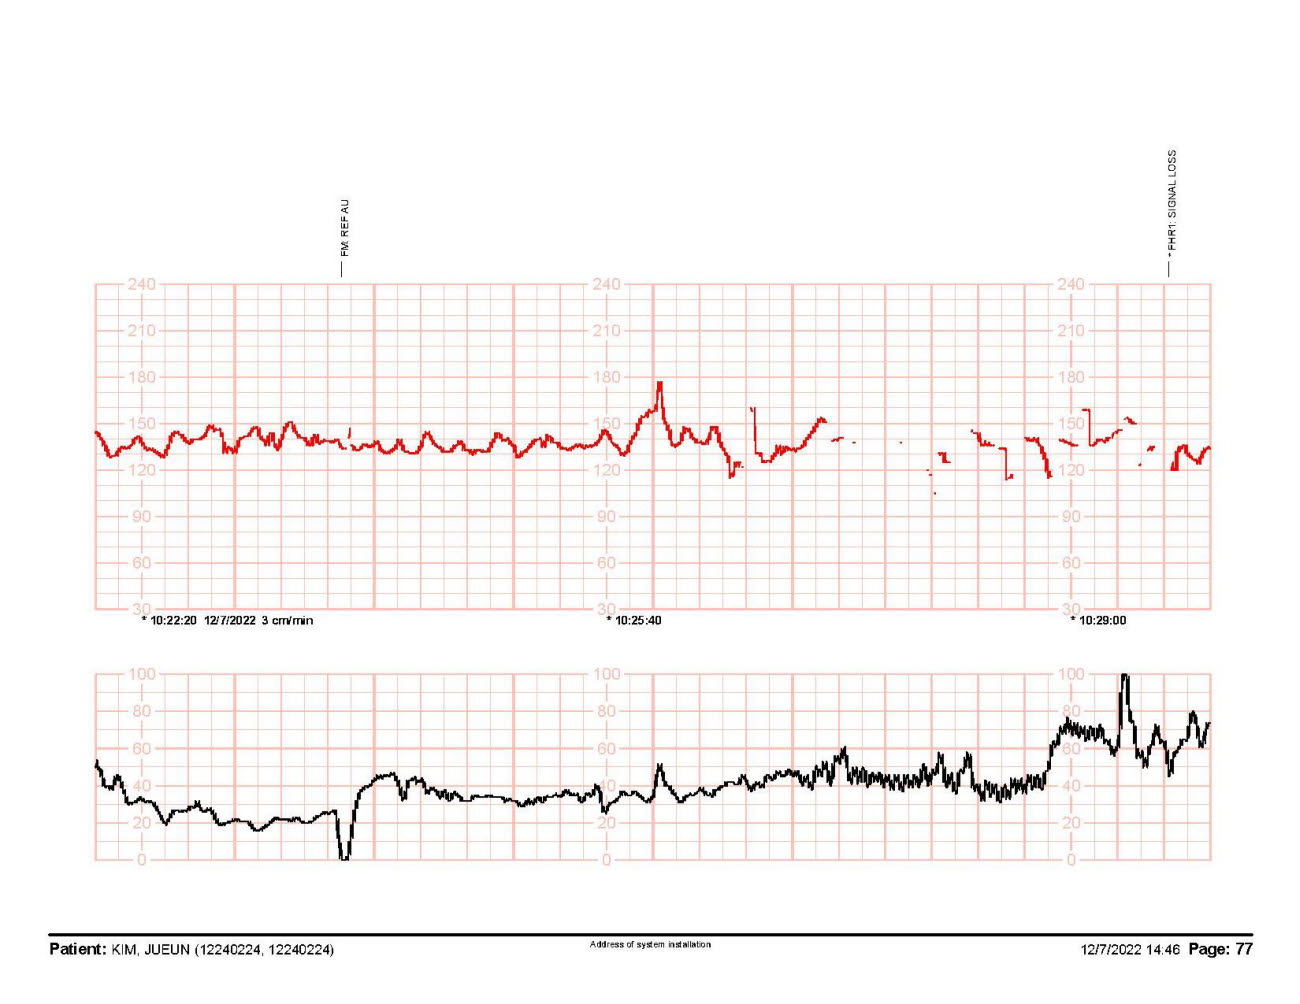 FM: REF AU
* FHR1: SIGNAL LOSS
240 240 240
210 210 210
180 180 180
150 150 150
120 120 120
90 90 90
60 60 60
30 30 30
* 10:22:20 12/7/2022 3 cm/min * 10:25:40 * 10:29:00
100 100 100
80 80 80
60 60 60
40 40 40
20 20 20
0 0 0
Patient: KIM, JUEUN (12240224, 12240224) Address of system installation 12/7/2022 14:46 Page: 77